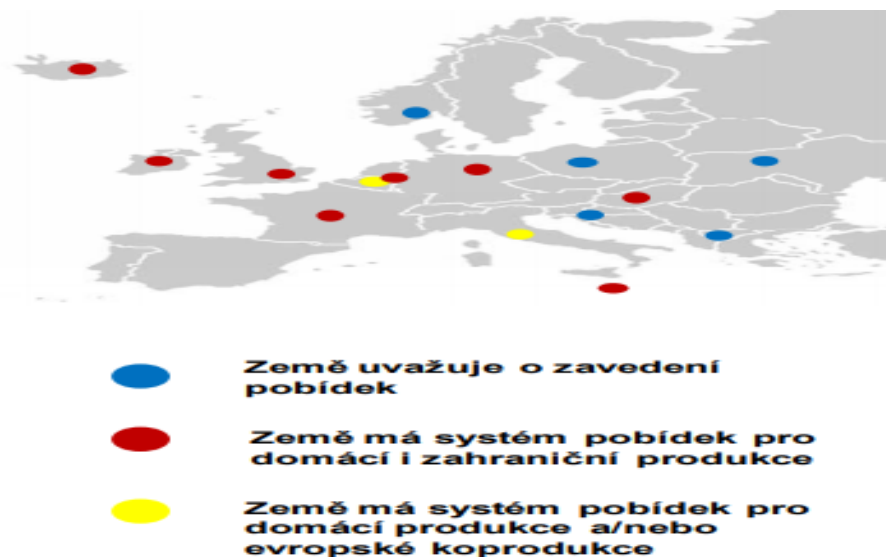 Země uvažuje o zavedení
pobídek
Země má systém pobídek pro
domácí i zahraniční produkce
Země má systém pobídek pro
domácí produkce a/nebo
evropské koprodukce